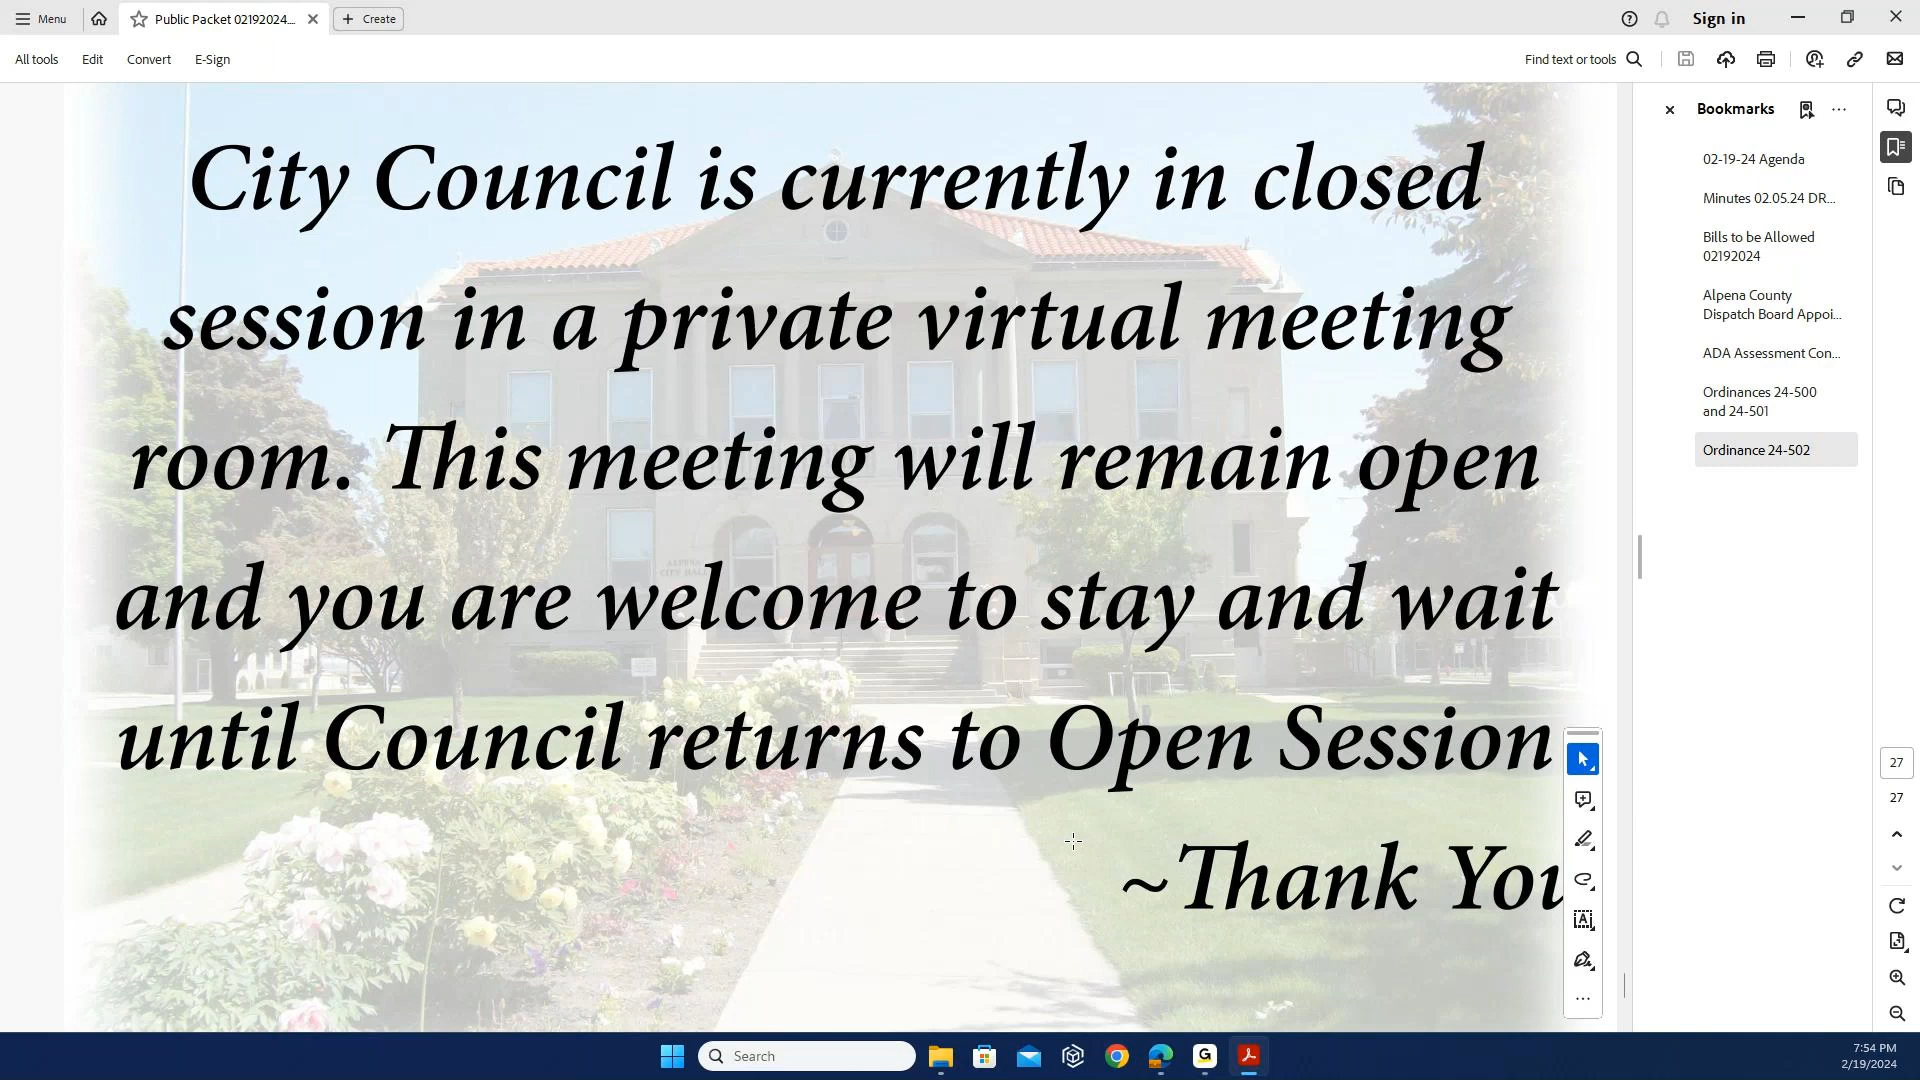 Menu
Public Packet 02192024...
Create
Sign in
All tools
Edit
Convert
E-Sign
Find text or tools
City Council is currently in closed
session in a private virtual meeting
room. This meeting will remain open
and you are welcome to stay and wait
until Council returns to Open Session
~Thank You
ALPENA
CITY HALL
Bookmarks
02-19-24 Agenda
Minutes 02.05.24 DR...
Bills to be Allowed
02192024
Alpena County
Dispatch Board Appoi...
ADA Assessment Con...
Ordinances 24-500
and 24-501
Ordinance 24-502
27
27
Search
7:54 PM
2/19/2024